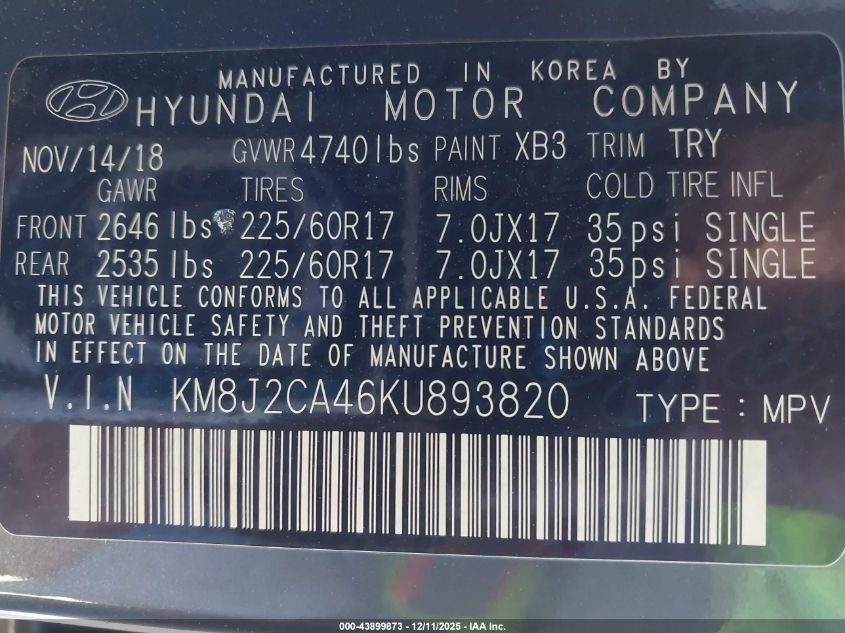 MANUFACTURED IN KOREA BY
HYUNDAI MOTOR COMPANY
NOV/14/18 GVWR 4740lbs PAINT XB3 TRIM TRY
GAWR TIRES RIMS COLD TIRE INFL
FRONT 2646 lbs 225/60R17 7.0JX17 35psi SINGLE
REAR 2535 lbs 225/60R17 7.0JX17 35psi SINGLE
THIS VEHICLE CONFORMS TO ALL APPLICABLE U.S.A. FEDERAL
MOTOR VEHICLE SAFETY AND THEFT PREVENTION STANDARDS
IN EFFECT ON THE DATE OF MANUFACTURE SHOWN ABOVE
V.I.N KM8J2CA46KU893820 TYPE : MPV
000-43899873 - 12/11/2025 - IAA Inc.